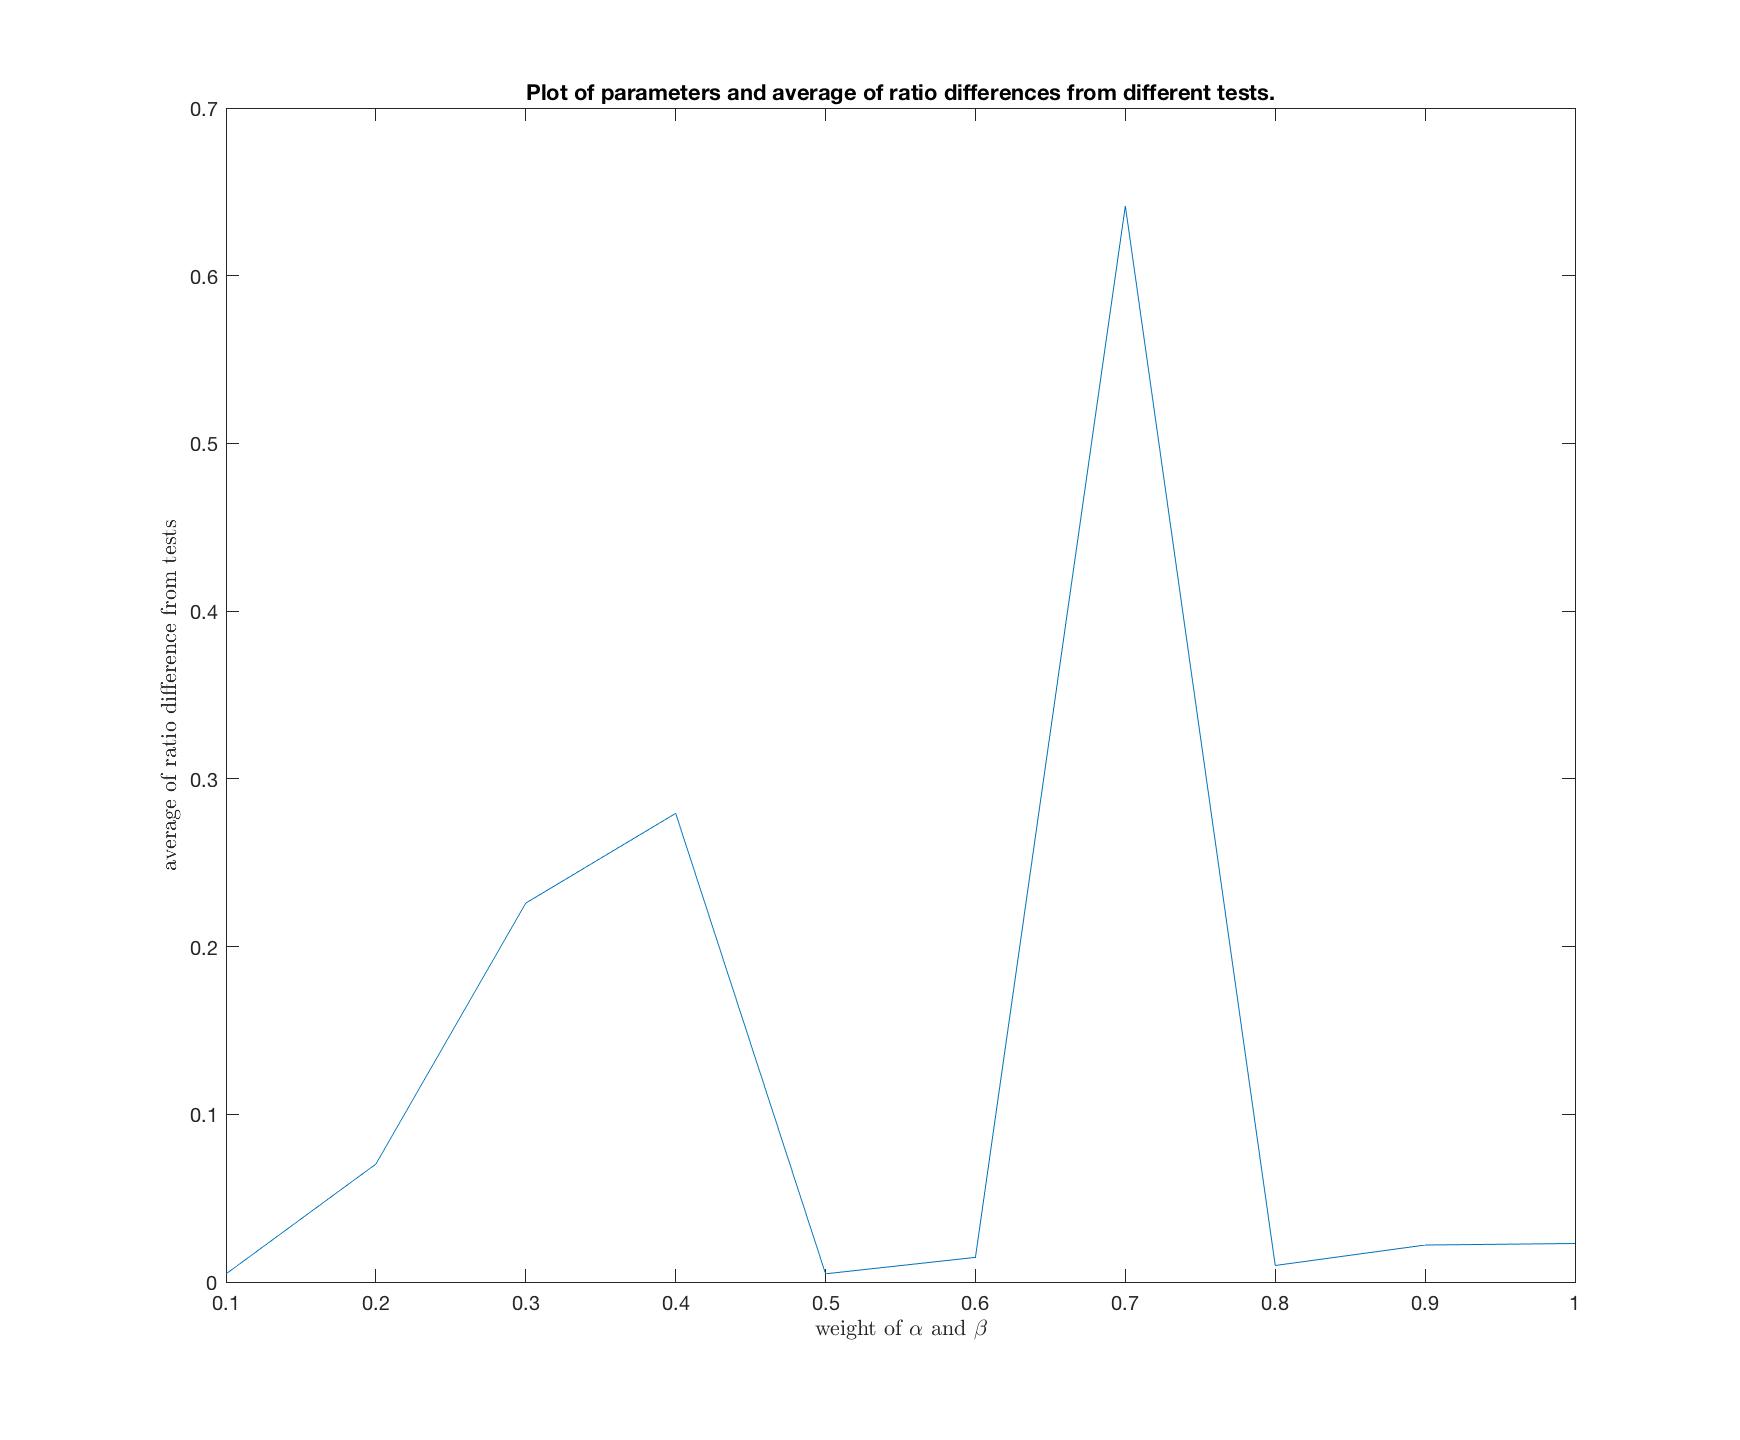 Plot of parameters and average of ratio differences from different tests.
0.7
0.6
0.5
0.4
0.3
0.2
0.1
0
average of ratio difference from tests
0.1 0.2 0.3 0.4 0.5 0.6 0.7 0.8 0.9 1
weight of α and β